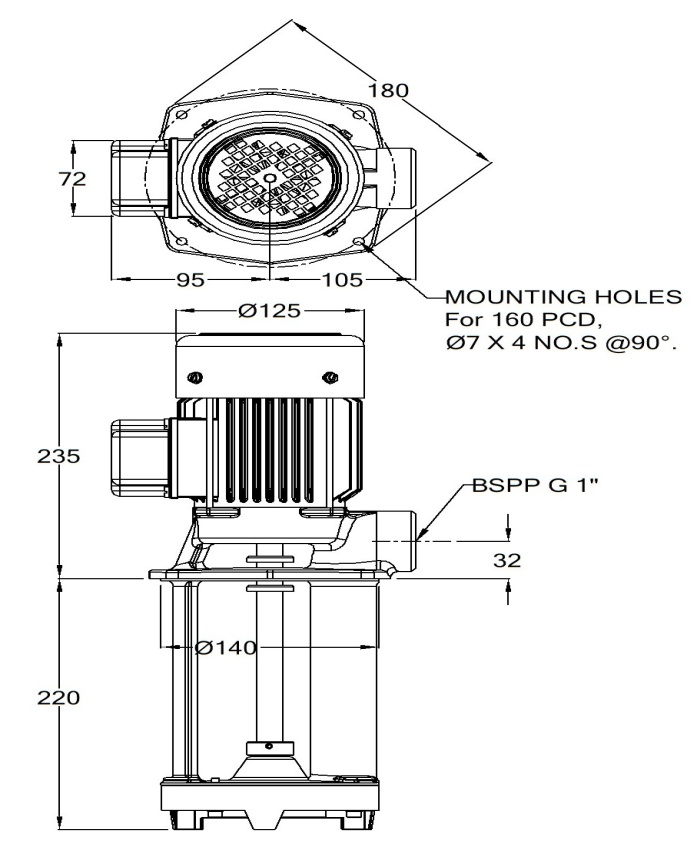 180
72
95
105
MOUNTING HOLES
For 160 PCD,
Ø7 X 4 NO.S @90°.
Ø125
235
BSPP G 1"
32
Ø140
220